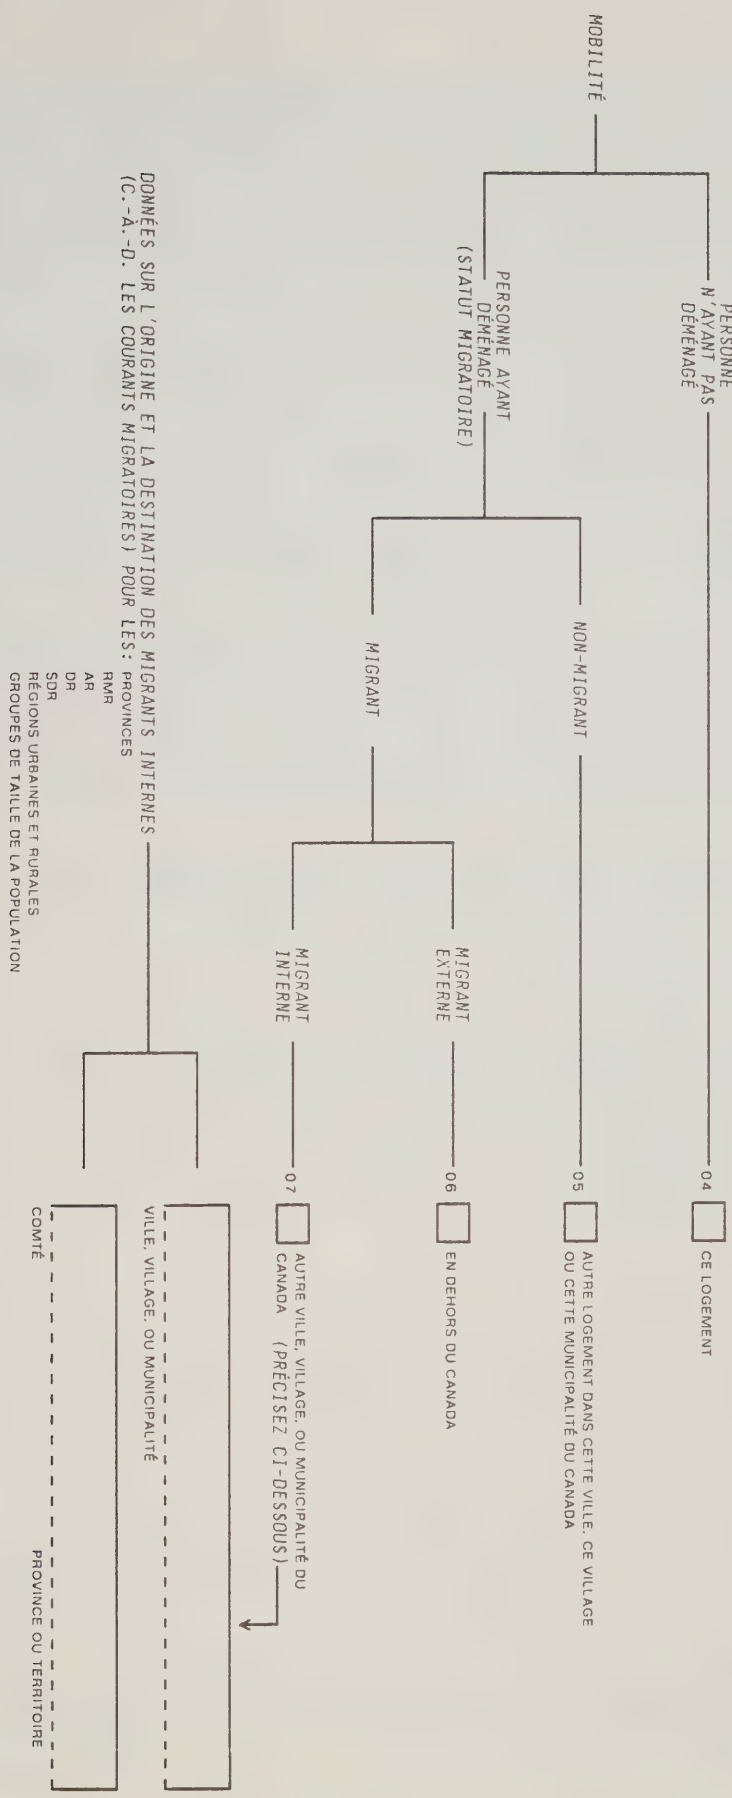 PERSONNE
N'AYANT PAS
DÉMÉNAGÉ
04
CE LOGEMENT
MOBILITÉ
PERSONNE AYANT
DÉMÉNAGÉ
(STATUT MIGRATOIRE)
NON-MIGRANT
05
AUTRE LOGEMENT DANS CETTE VILLE, CE VILLAGE
OU CETTE MUNICIPALITÉ DU CANADA
MIGRANT
MIGRANT
EXTERNE
06
EN DEHORS DU CANADA
MIGRANT
INTERNE
07
AUTRE VILLE, VILLAGE, OU MUNICIPALITÉ DU
CANADA (PRÉCISEZ CI-DESSOUS)
DONNÉES SUR L'ORIGINE ET LA DESTINATION DES MIGRANTS INTERNES
(C.-À.-D. LES COURANTS MIGRATOIRES) POUR LES: PROVINCES
RMR
AR
DR
SDR
RÉGIONS URBAINES ET RURALES
GROUPES DE TAILLE DE LA POPULATION
VILLE, VILLAGE, OU MUNICIPALITÉ
COMTÉ PROVINCE OU TERRITOIRE